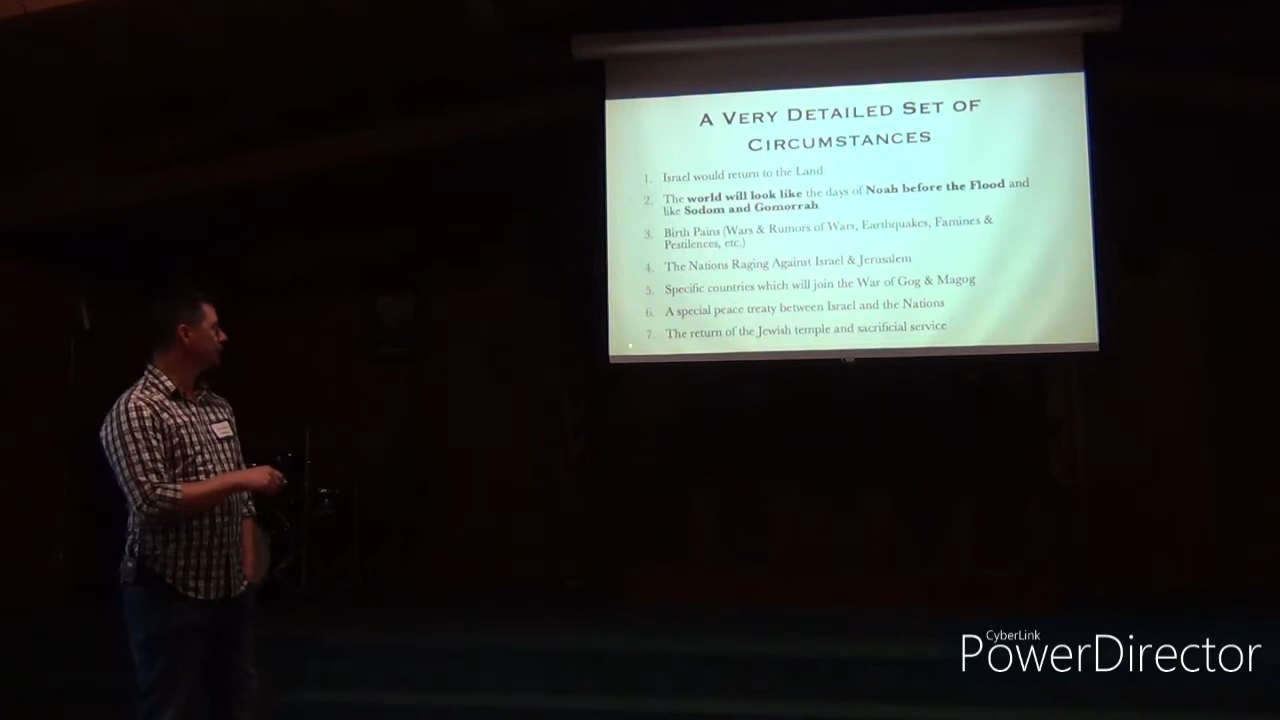 A Very Detailed Set of
Circumstances
1. Israel would return to the Land
2. The world will look like the days of Noah before the Flood and
like Sodom and Gomorrah.
3. Birth Pains (Wars & Rumors of Wars, Earthquakes, Famines &
Pestilences, etc.)
4. The Nations Raging Against Israel & Jerusalem
5. Specific countries which will join the War of Gog & Magog
6. A special peace treaty between Israel and the Nations
7. The return of the Jewish temple and sacrificial service
CyberLink
PowerDirector